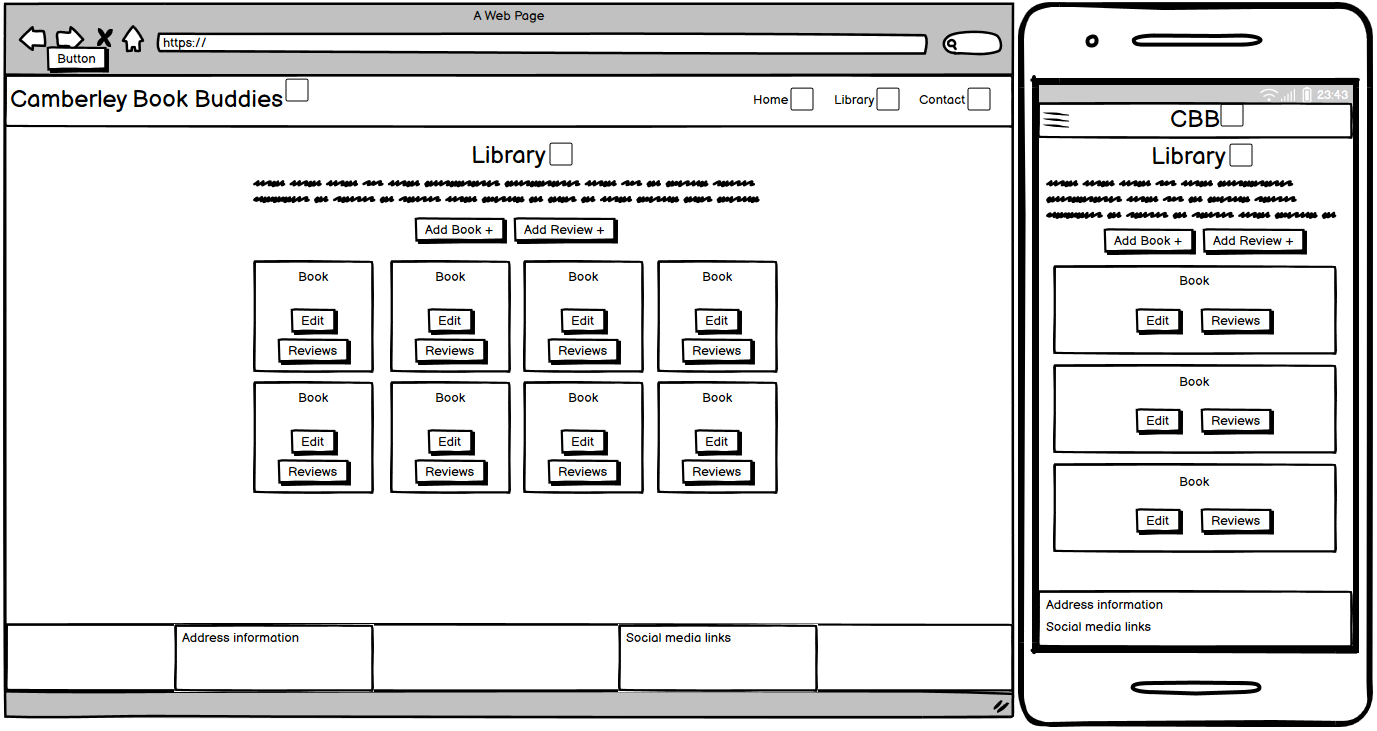 A Web Page
https://
Button
Camberley Book Buddies
Home Library Contact
Library
Add Book + Add Review +
Book Book Book Book
Edit Edit Edit Edit
Reviews Reviews Reviews Reviews
Book Book Book Book
Edit Edit Edit Edit
Reviews Reviews Reviews Reviews
Address information Social media links
23:43
CBB
Library
Add Book + Add Review +
Book
Edit Reviews
Book
Edit Reviews
Book
Edit Reviews
Address information
Social media links